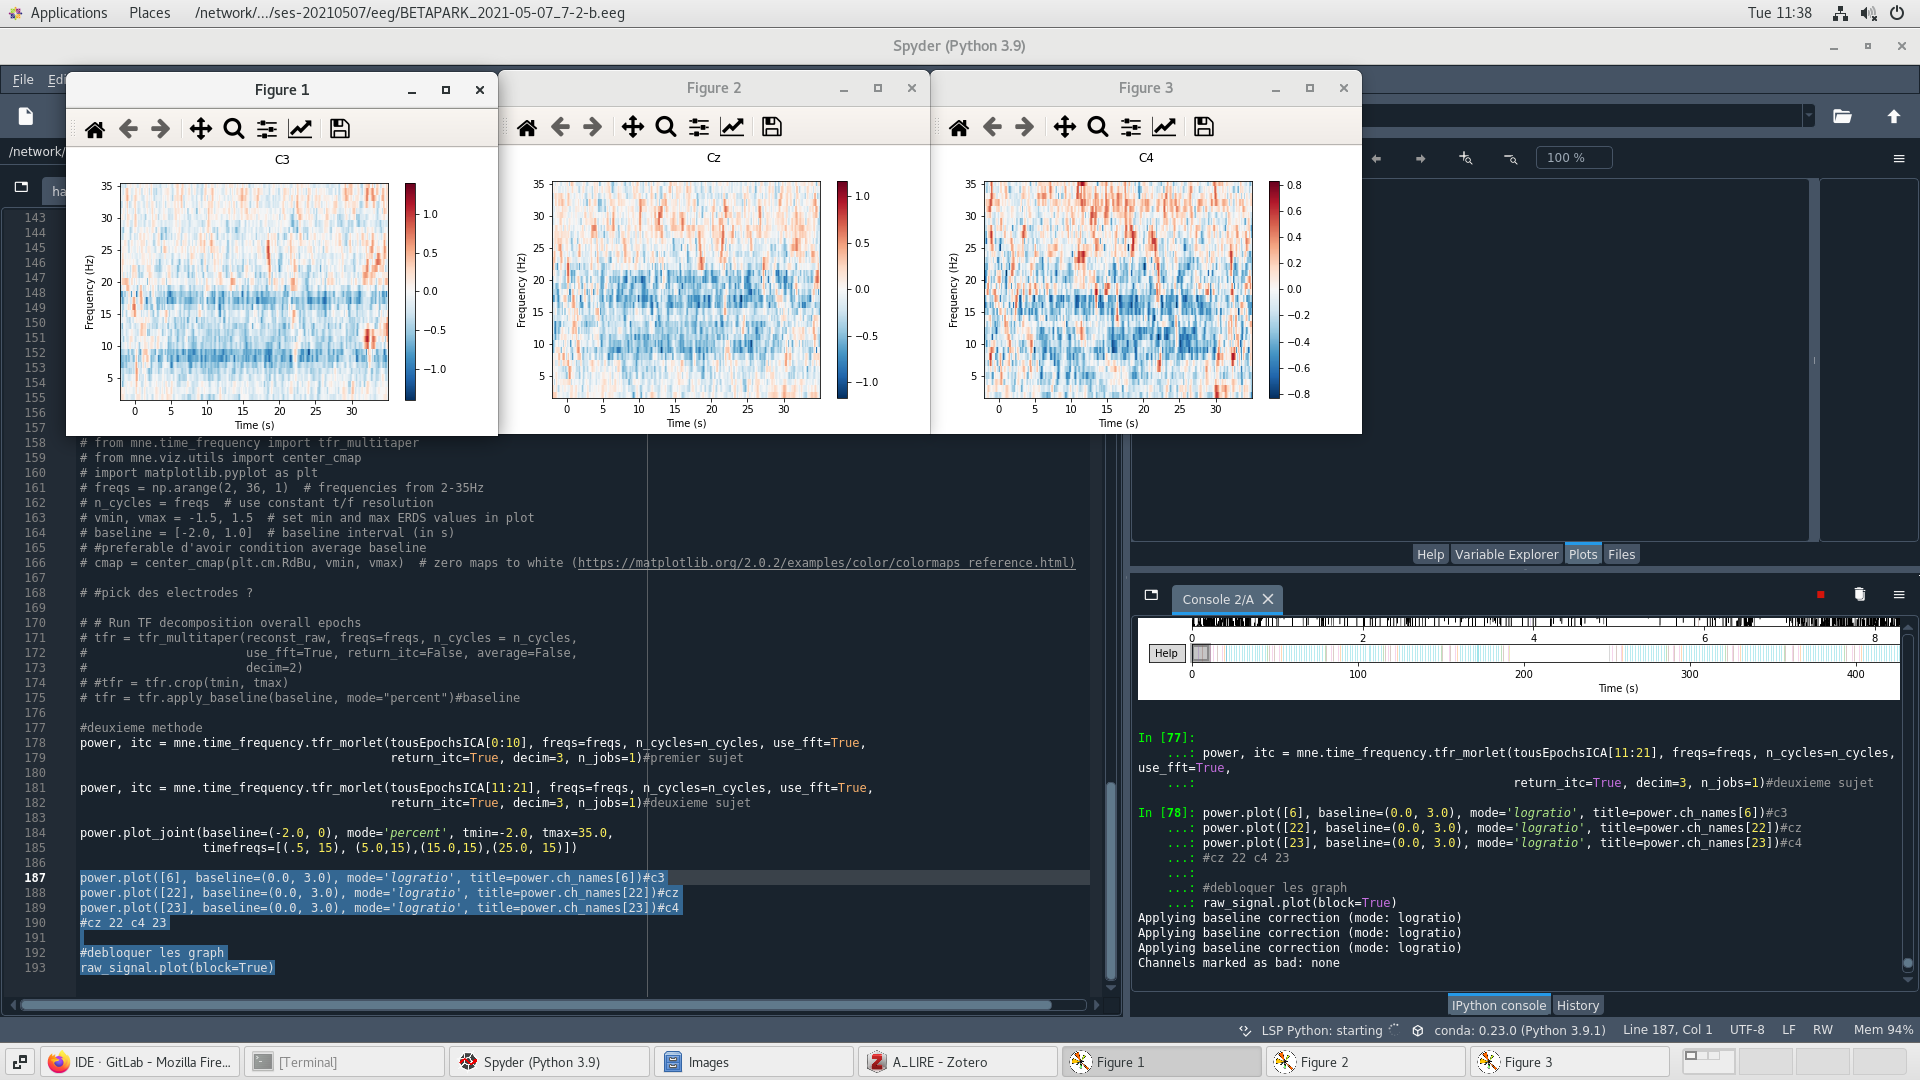 Applications Places /network/.../ses-20210507/eeg/BETAPARK_2021-05-07_7-2-b.eeg Tue 11:38
Spyder (Python 3.9)
File
Figure 1
Figure 2
Figure 3
/network/
100 %
C3
35
30
25
20
15
10
5
Frequency (Hz)
0 5 10 15 20 25 30
Time (s)
1.0
0.5
0.0
−0.5
−1.0
Cz
35
30
25
20
15
10
5
Frequency (Hz)
0 5 10 15 20 25 30
Time (s)
1.0
0.5
0.0
−0.5
−1.0
C4
35
30
25
20
15
10
5
Frequency (Hz)
0 5 10 15 20 25 30
Time (s)
0.8
0.6
0.4
0.2
0.0
−0.2
−0.4
−0.6
−0.8
143
144
145
146
147
148
149
150
151
152
153
154
155
156
157
158 # from mne.time_frequency import tfr_multitaper
159 # from mne.viz.utils import center_cmap
160 # import matplotlib.pyplot as plt
161 # freqs = np.arange(2, 36, 1)  # frequencies from 2-35Hz
162 # n_cycles = freqs  # use constant t/f resolution
163 # vmin, vmax = -1.5, 1.5  # set min and max ERDS values in plot
164 # baseline = [-2.0, 1.0]  # baseline interval (in s)
165 # #preferable d'avoir condition average baseline
166 # cmap = center_cmap(plt.cm.RdBu, vmin, vmax)  # zero maps to white (https://matplotlib.org/2.0.2/examples/color/colormaps_reference.html)
167
168 # #pick des electrodes ?
169
170 # # Run TF decomposition overall epochs
171 # tfr = tfr_multitaper(reconst_raw, freqs=freqs, n_cycles = n_cycles,
172 #                      use_fft=True, return_itc=False, average=False,
173 #                      decim=2)
174 # #tfr = tfr.crop(tmin, tmax)
175 # tfr = tfr.apply_baseline(baseline, mode="percent")#baseline
176
177 #deuxieme methode
178 power, itc = mne.time_frequency.tfr_morlet(tousEpochsICA[0:10], freqs=freqs, n_cycles=n_cycles, use_fft=True,
179 return_itc=True, decim=3, n_jobs=1)#premier sujet
180
181 power, itc = mne.time_frequency.tfr_morlet(tousEpochsICA[11:21], freqs=freqs, n_cycles=n_cycles, use_fft=True,
182 return_itc=True, decim=3, n_jobs=1)#deuxieme sujet
183
184 power.plot_joint(baseline=(-2.0, 0), mode='percent', tmin=-2.0, tmax=35.0,
185 timefreqs=[(.5, 15), (5.0,15),(15.0,15),(25.0, 15)])
186
187 power.plot([6], baseline=(0.0, 3.0), mode='logratio', title=power.ch_names[6])#c3
188 power.plot([22], baseline=(0.0, 3.0), mode='logratio', title=power.ch_names[22])#cz
189 power.plot([23], baseline=(0.0, 3.0), mode='logratio', title=power.ch_names[23])#c4
190 #cz 22 c4 23
191
192 #debloquer les graph
193 raw_signal.plot(block=True)
Help Variable Explorer Plots Files
Console 2/A
0 2 4 6 8
Help
0 100 200 300 400
Time (s)
In [77]:
...: power, itc = mne.time_frequency.tfr_morlet(tousEpochsICA[11:21], freqs=freqs, n_cycles=n_cycles,
use_fft=True,
...: return_itc=True, decim=3, n_jobs=1)#deuxieme sujet
In [78]: power.plot([6], baseline=(0.0, 3.0), mode='logratio', title=power.ch_names[6])#c3
...: power.plot([22], baseline=(0.0, 3.0), mode='logratio', title=power.ch_names[22])#cz
...: power.plot([23], baseline=(0.0, 3.0), mode='logratio', title=power.ch_names[23])#c4
...: #cz 22 c4 23
...:
...: #debloquer les graph
...: raw_signal.plot(block=True)
Applying baseline correction (mode: logratio)
Applying baseline correction (mode: logratio)
Applying baseline correction (mode: logratio)
Channels marked as bad: none
IPython console History
LSP Python: starting conda: 0.23.0 (Python 3.9.1) Line 187, Col 1 UTF-8 LF RW Mem 94%
IDE · GitLab - Mozilla Fire... [Terminal] Spyder (Python 3.9) Images A_LIRE - Zotero Figure 1 Figure 2 Figure 3